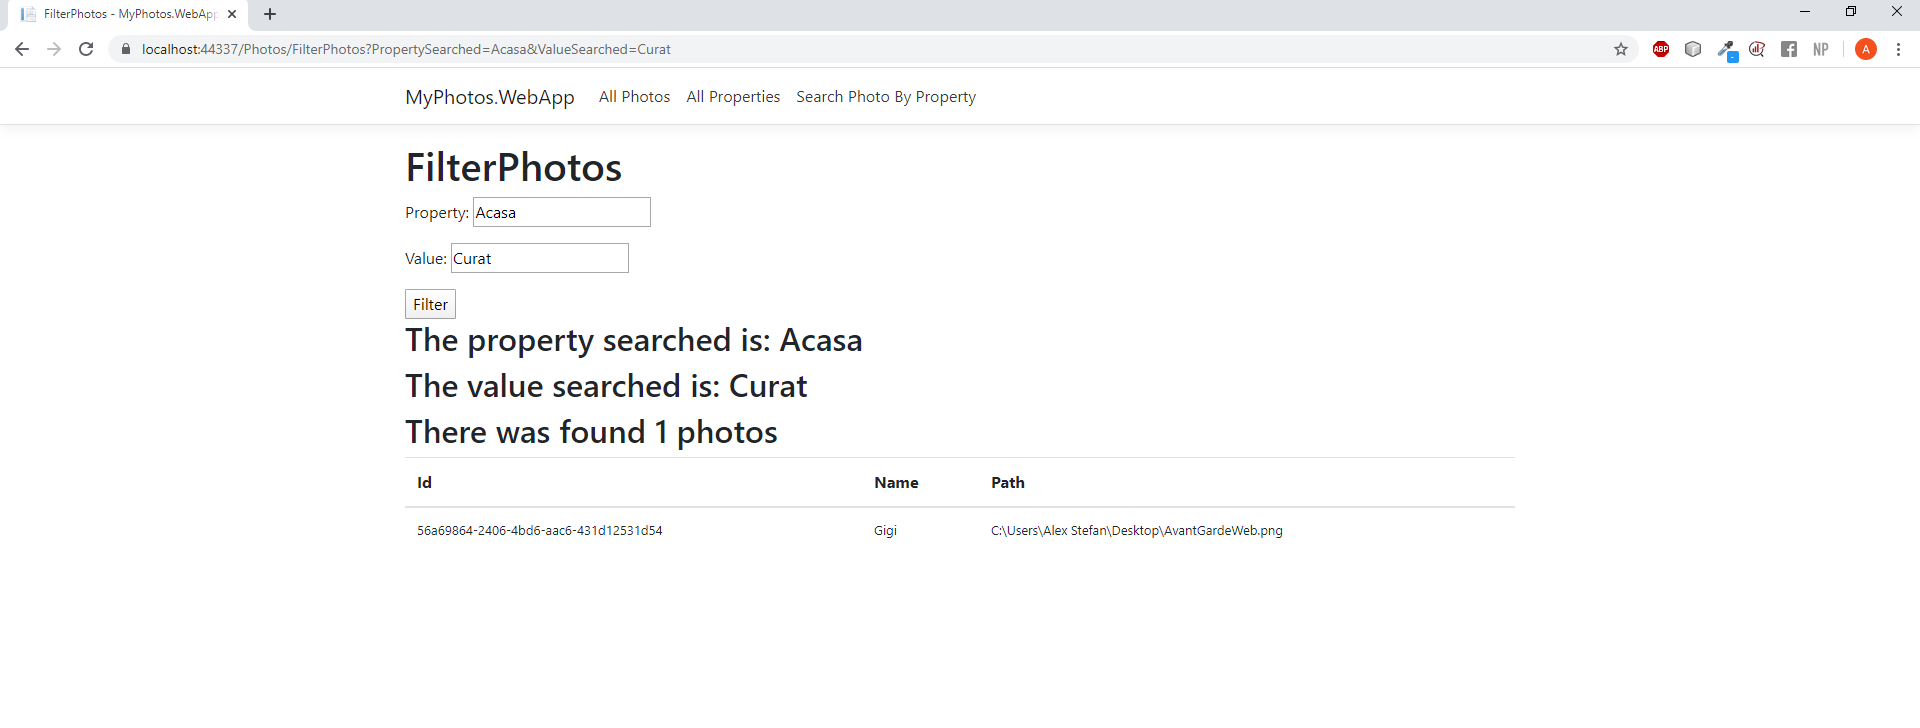 FilterPhotos - MyPhotos.WebApp
localhost:44337/Photos/FilterPhotos?PropertySearched=Acasa&ValueSearched=Curat
ABP
NP
A
MyPhotos.WebApp All Photos All Properties Search Photo By Property
FilterPhotos
Property: Acasa
Value: Curat
Filter
The property searched is: Acasa
The value searched is: Curat
There was found 1 photos
Id Name Path
56a69864-2406-4bd6-aac6-431d12531d54 Gigi C:\Users\Alex Stefan\Desktop\AvantGardeWeb.png